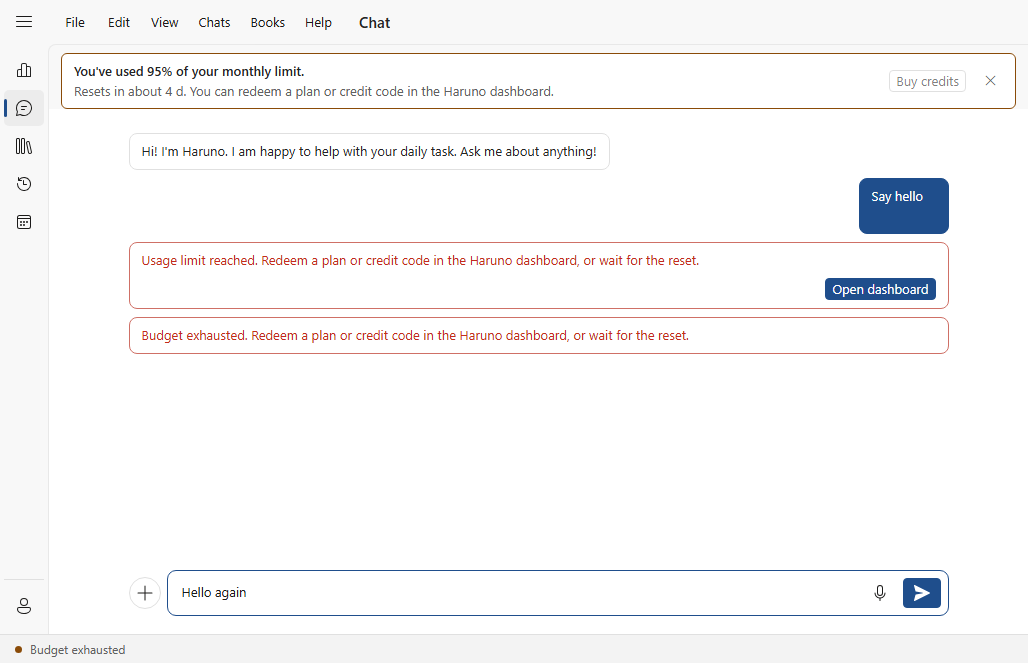 File Edit View Chats Books Help Chat
You've used 95% of your monthly limit.
Resets in about 4 d. You can redeem a plan or credit code in the Haruno dashboard.
Buy credits
Hi! I'm Haruno. I am happy to help with your daily task. Ask me about anything!
Say hello
Usage limit reached. Redeem a plan or credit code in the Haruno dashboard, or wait for the reset.
Open dashboard
Budget exhausted. Redeem a plan or credit code in the Haruno dashboard, or wait for the reset.
Hello again
Budget exhausted